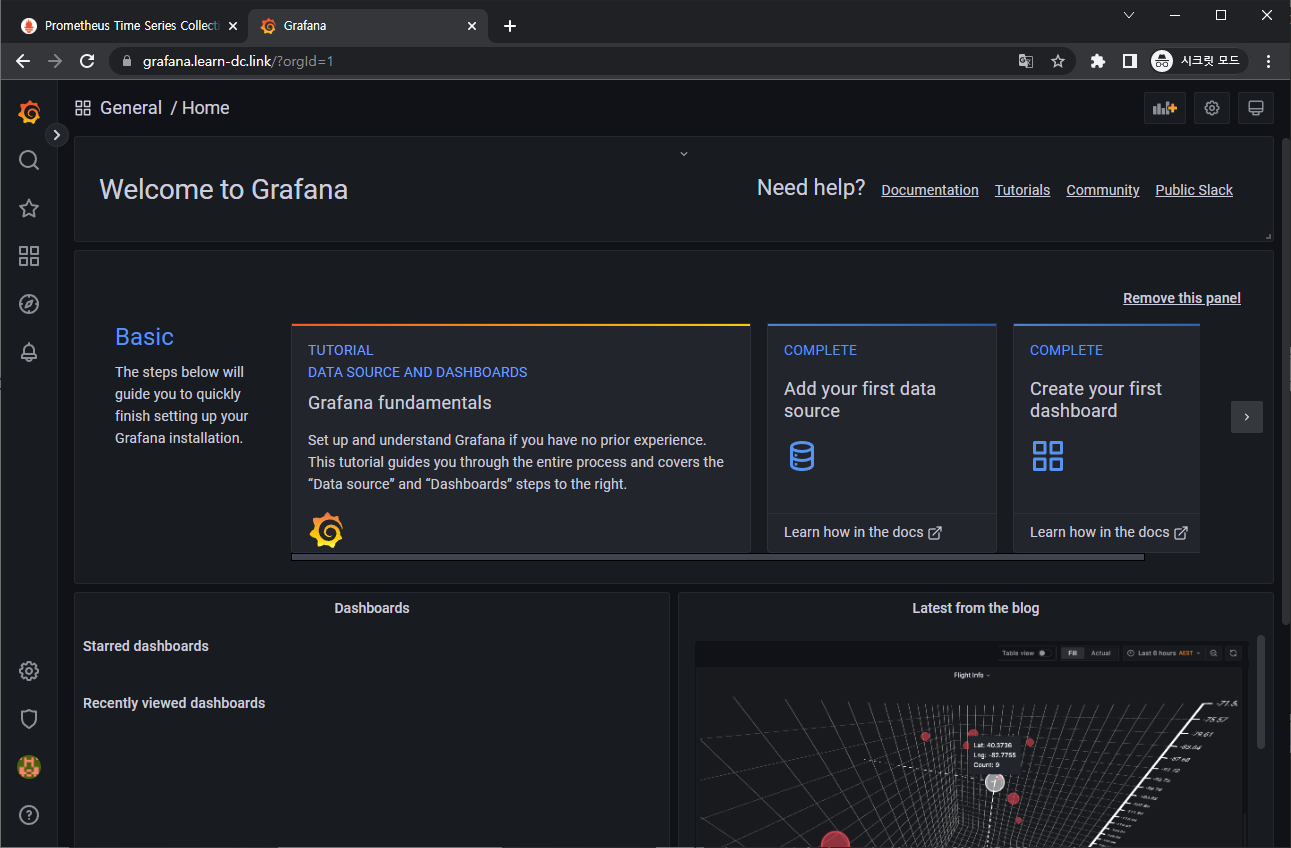 Prometheus Time Series Collecti
Grafana
grafana.learn-dc.link/?orgId=1
시크릿 모드
General / Home
Welcome to Grafana
Need help?
Documentation
Tutorials
Community
Public Slack
Remove this panel
Basic
The steps below will
guide you to quickly
finish setting up your
Grafana installation.
TUTORIAL
DATA SOURCE AND DASHBOARDS
Grafana fundamentals
Set up and understand Grafana if you have no prior experience.
This tutorial guides you through the entire process and covers the
“Data source” and “Dashboards” steps to the right.
COMPLETE
Add your first data
source
Learn how in the docs
COMPLETE
Create your first
dashboard
Learn how in the docs
Dashboards
Starred dashboards
Recently viewed dashboards
Latest from the blog
Table view
Fill
Actual
Last 6 hours AEST
Flight Info
Lat: 40.3736
Lng: -82.7755
Count: 9
-75.57
-79.61